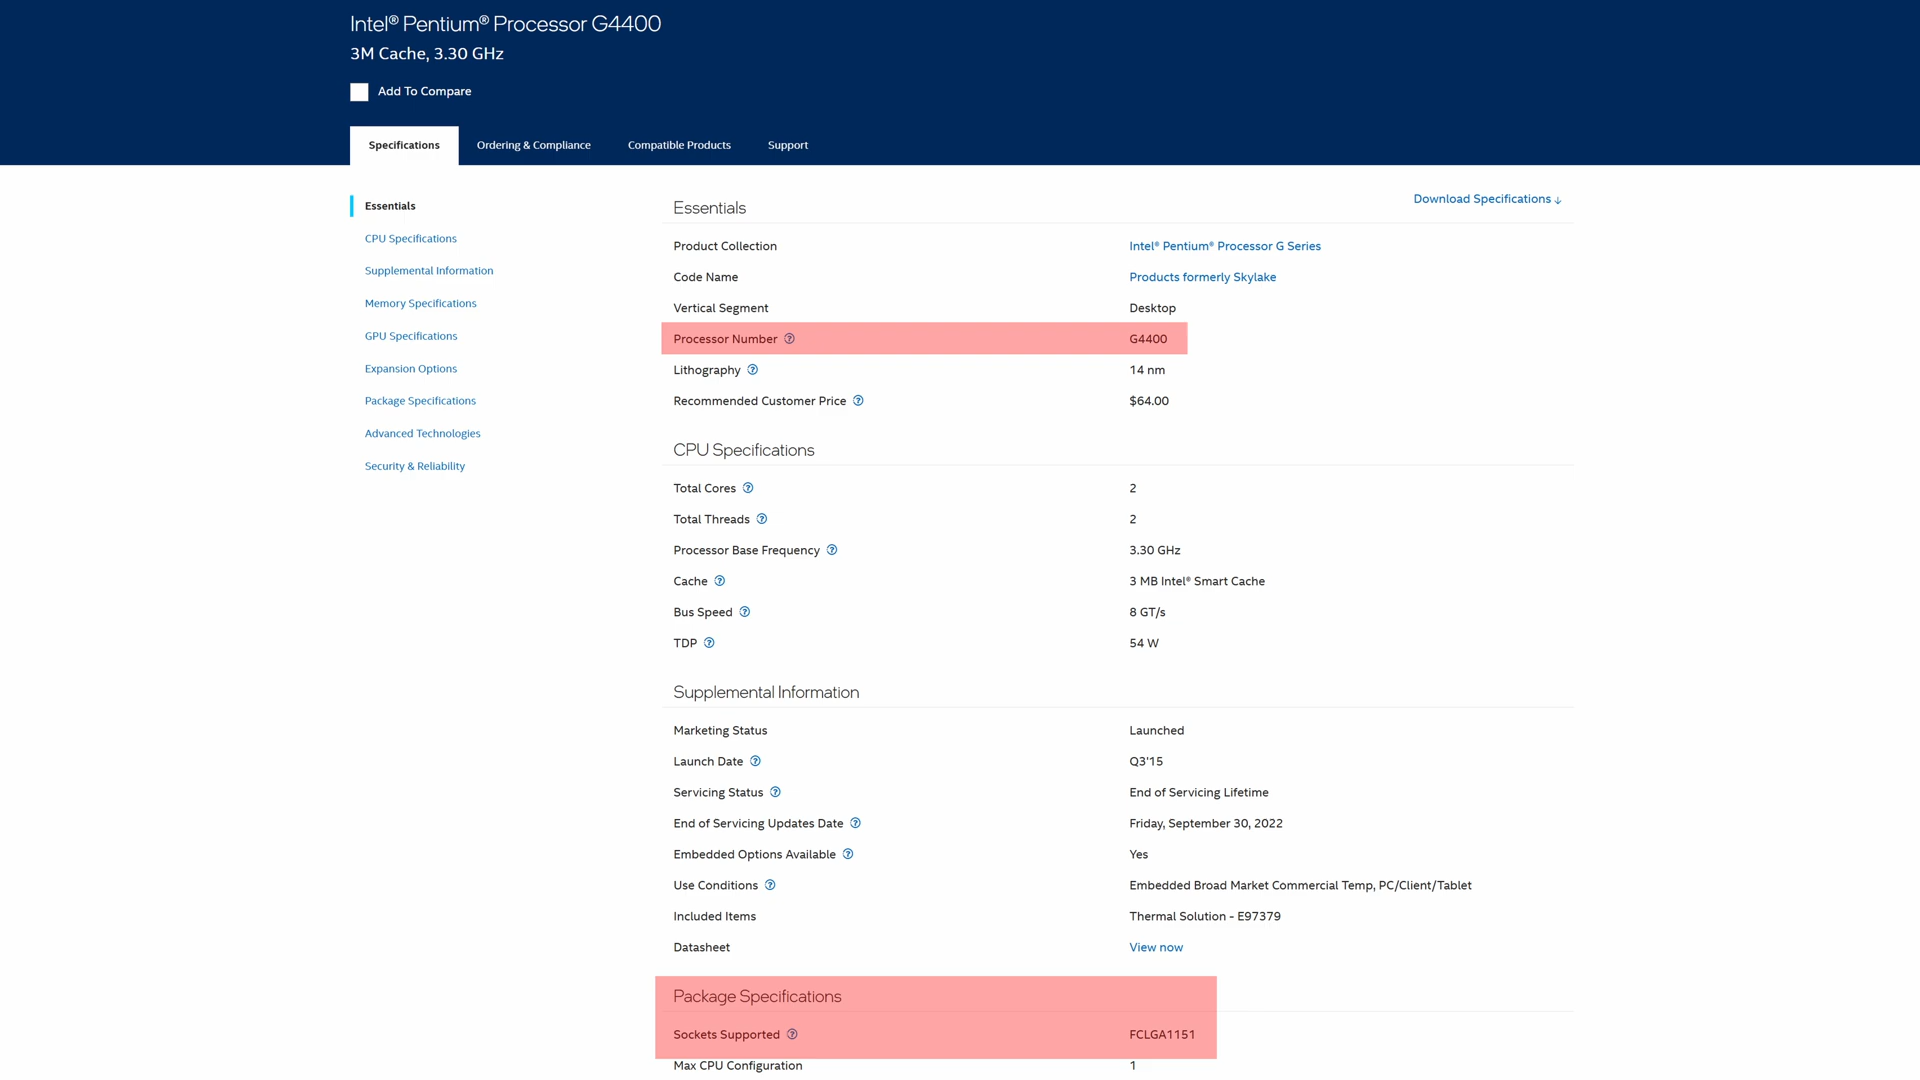 Intel® Pentium® Processor G4400
3M Cache, 3.30 GHz
Add To Compare
Specifications Ordering & Compliance Compatible Products Support
Essentials
CPU Specifications
Supplemental Information
Memory Specifications
GPU Specifications
Expansion Options
Package Specifications
Advanced Technologies
Security & Reliability
Download Specifications ↓
Essentials
Product Collection Intel® Pentium® Processor G Series
Code Name Products formerly Skylake
Vertical Segment Desktop
Processor Number ? G4400
Lithography ? 14 nm
Recommended Customer Price ? $64.00
CPU Specifications
Total Cores ? 2
Total Threads ? 2
Processor Base Frequency ? 3.30 GHz
Cache ? 3 MB Intel® Smart Cache
Bus Speed ? 8 GT/s
TDP ? 54 W
Supplemental Information
Marketing Status Launched
Launch Date ? Q3'15
Servicing Status ? End of Servicing Lifetime
End of Servicing Updates Date ? Friday, September 30, 2022
Embedded Options Available ? Yes
Use Conditions ? Embedded Broad Market Commercial Temp, PC/Client/Tablet
Included Items Thermal Solution - E97379
Datasheet View now
Package Specifications
Sockets Supported ? FCLGA1151
Max CPU Configuration 1